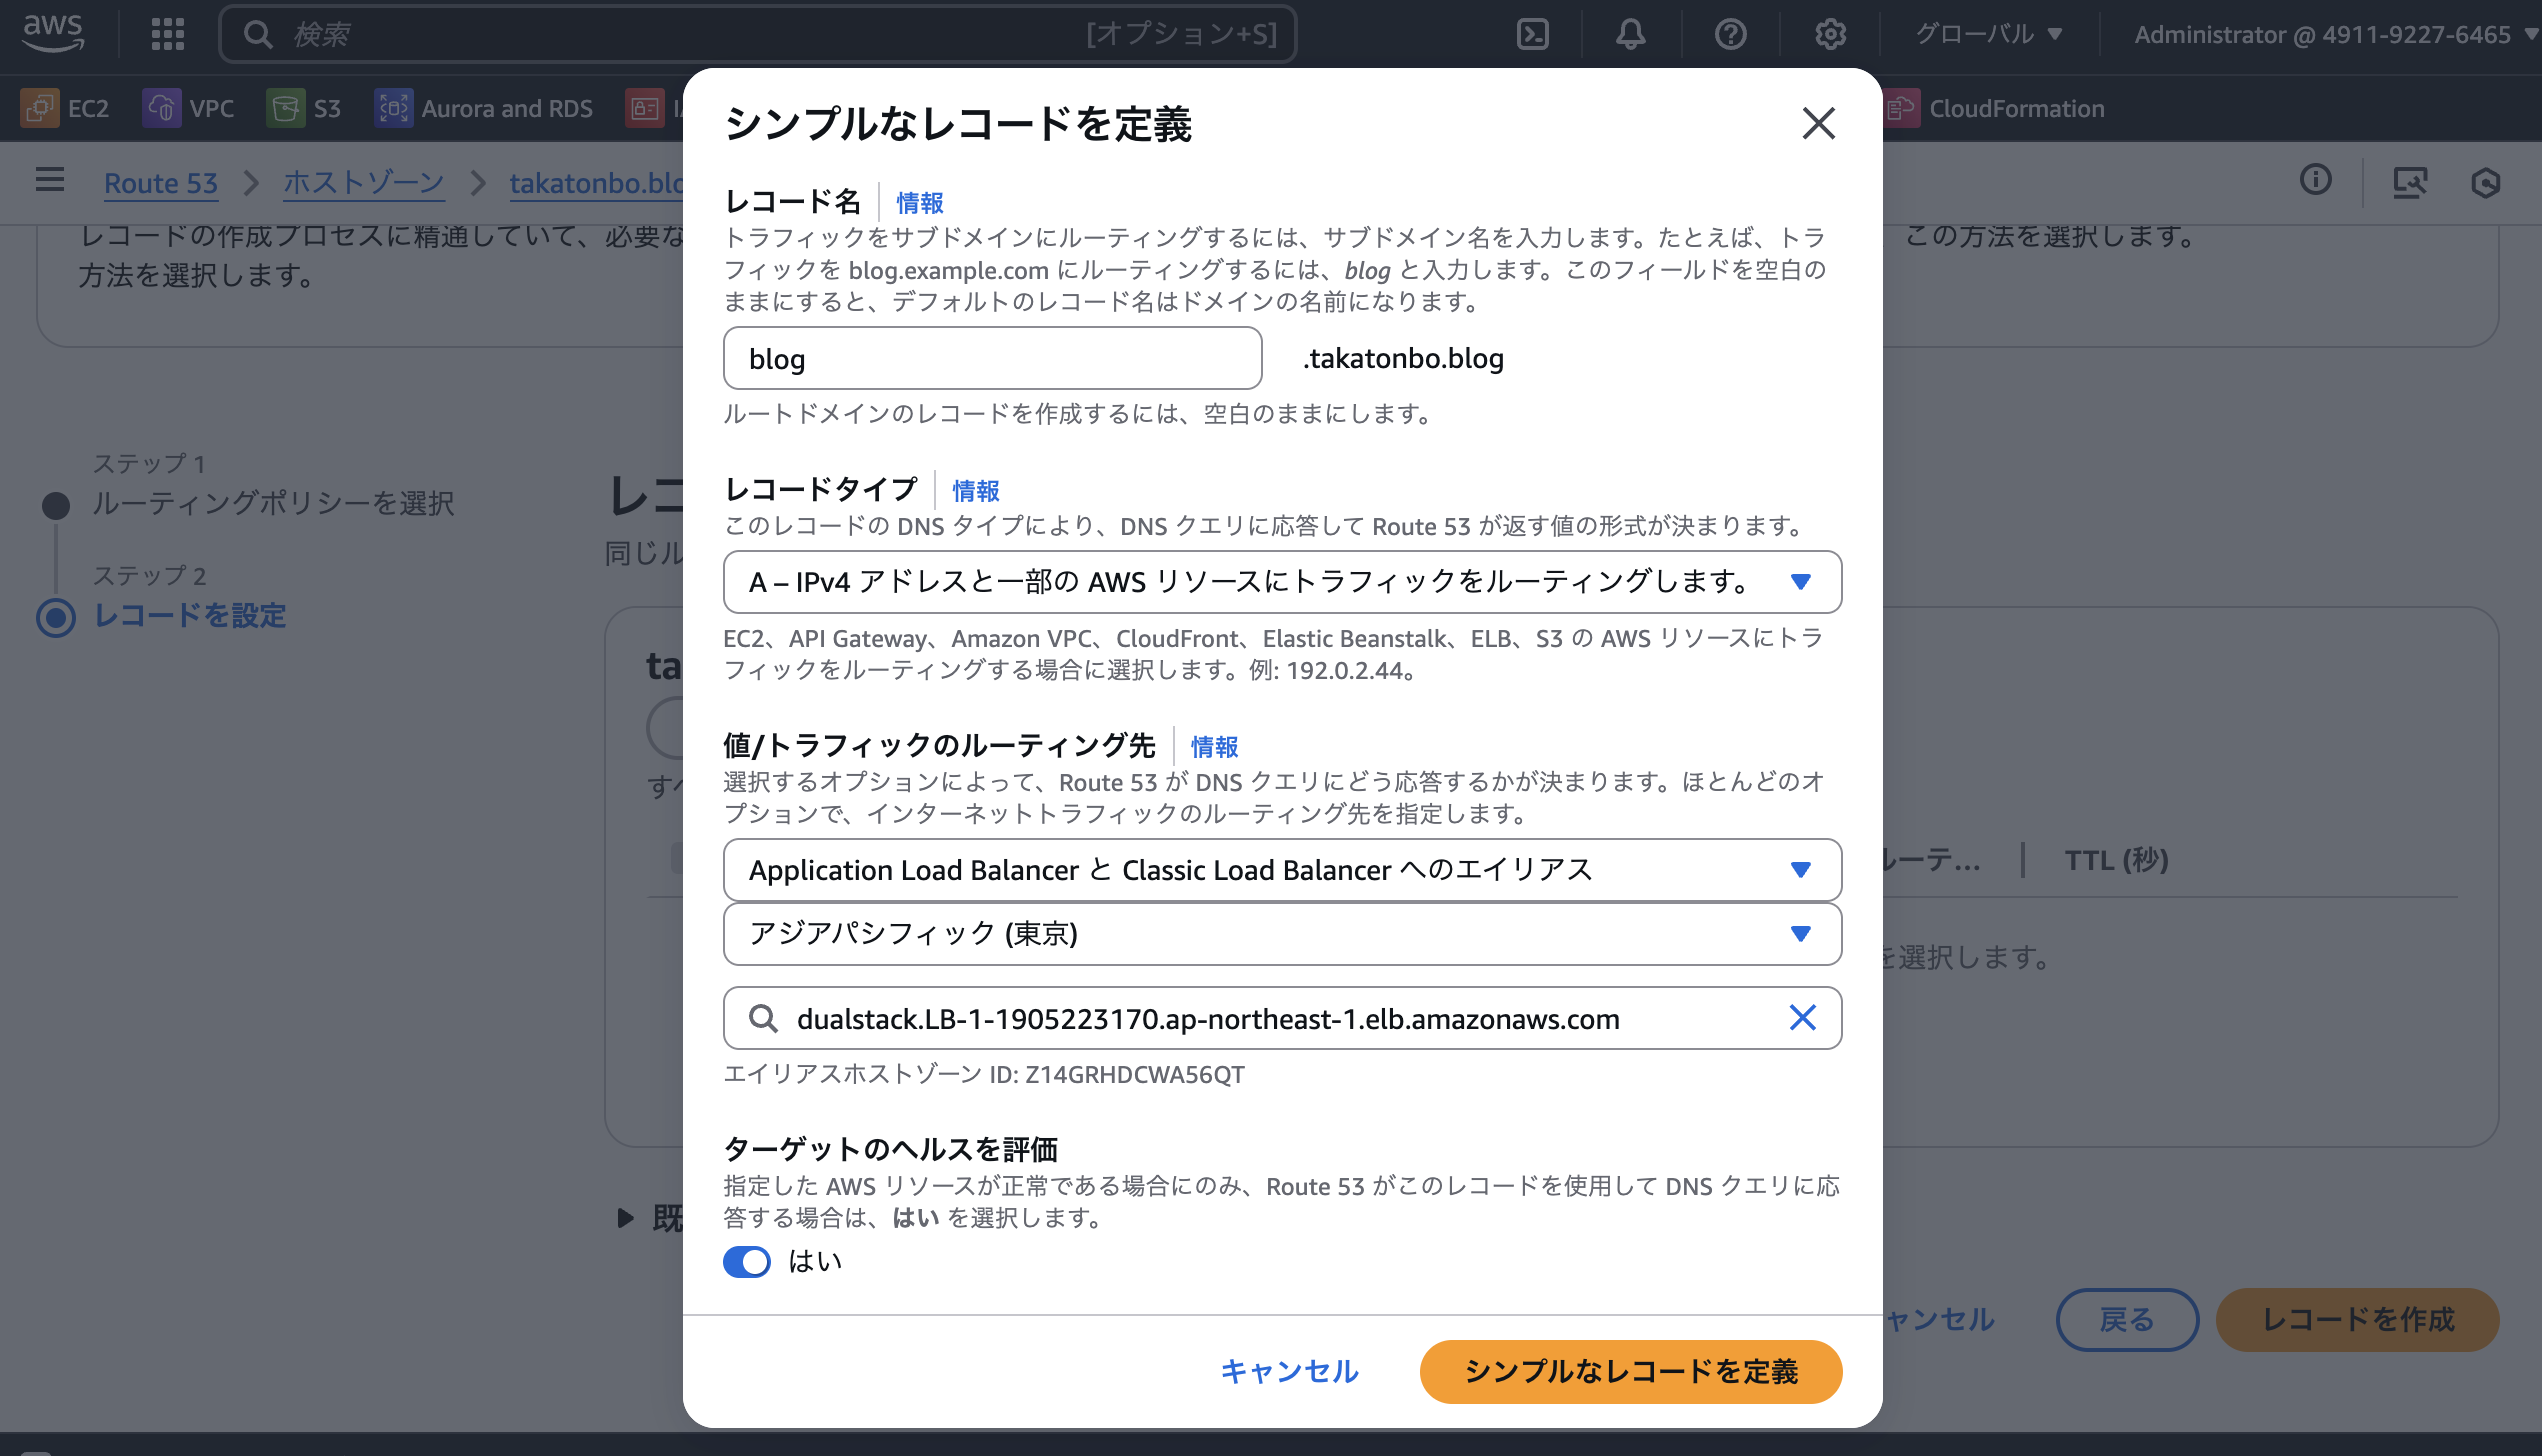 aws
検索
[オプション+S]
グローバル
Administrator @ 4911-9227-6465
EC2
VPC
S3
Aurora and RDS
CloudFormation
Route 53
ホストゾーン
takatonbo.blo
レコードの作成プロセスに精通していて、必要な
方法を選択します。
この方法を選択します。
ステップ 1
ルーティングポリシーを選択
ステップ 2
レコードを設定
レコ
同じル
ta
すべ
ルーテ...
TTL (秒)
を選択します。
既
ャンセル
戻る
レコードを作成
シンプルなレコードを定義
レコード名
情報
トラフィックをサブドメインにルーティングするには、サブドメイン名を入力します。たとえば、トラ
フィックを blog.example.com にルーティングするには、blog と入力します。このフィールドを空白の
ままにすると、デフォルトのレコード名はドメインの名前になります。
blog
.takatonbo.blog
ルートドメインのレコードを作成するには、空白のままにします。
レコードタイプ
情報
このレコードの DNS タイプにより、DNS クエリに応答して Route 53 が返す値の形式が決まります。
A – IPv4 アドレスと一部の AWS リソースにトラフィックをルーティングします。
EC2、API Gateway、Amazon VPC、CloudFront、Elastic Beanstalk、ELB、S3 の AWS リソースにトラ
フィックをルーティングする場合に選択します。例: 192.0.2.44。
値/トラフィックのルーティング先
情報
選択するオプションによって、Route 53 が DNS クエリにどう応答するかが決まります。ほとんどのオ
プションで、インターネットトラフィックのルーティング先を指定します。
Application Load Balancer と Classic Load Balancer へのエイリアス
アジアパシフィック (東京)
dualstack.LB-1-1905223170.ap-northeast-1.elb.amazonaws.com
エイリアスホストゾーン ID: Z14GRHDCWA56QT
ターゲットのヘルスを評価
指定した AWS リソースが正常である場合にのみ、Route 53 がこのレコードを使用して DNS クエリに応
答する場合は、はい を選択します。
はい
キャンセル
シンプルなレコードを定義